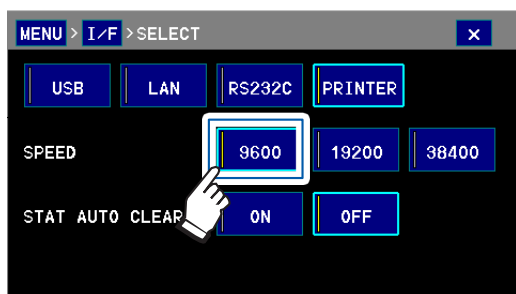 MENU > I/F >SELECT x
USB LAN RS232C PRINTER
SPEED 9600 19200 38400
STAT AUTO CLEAR ON OFF